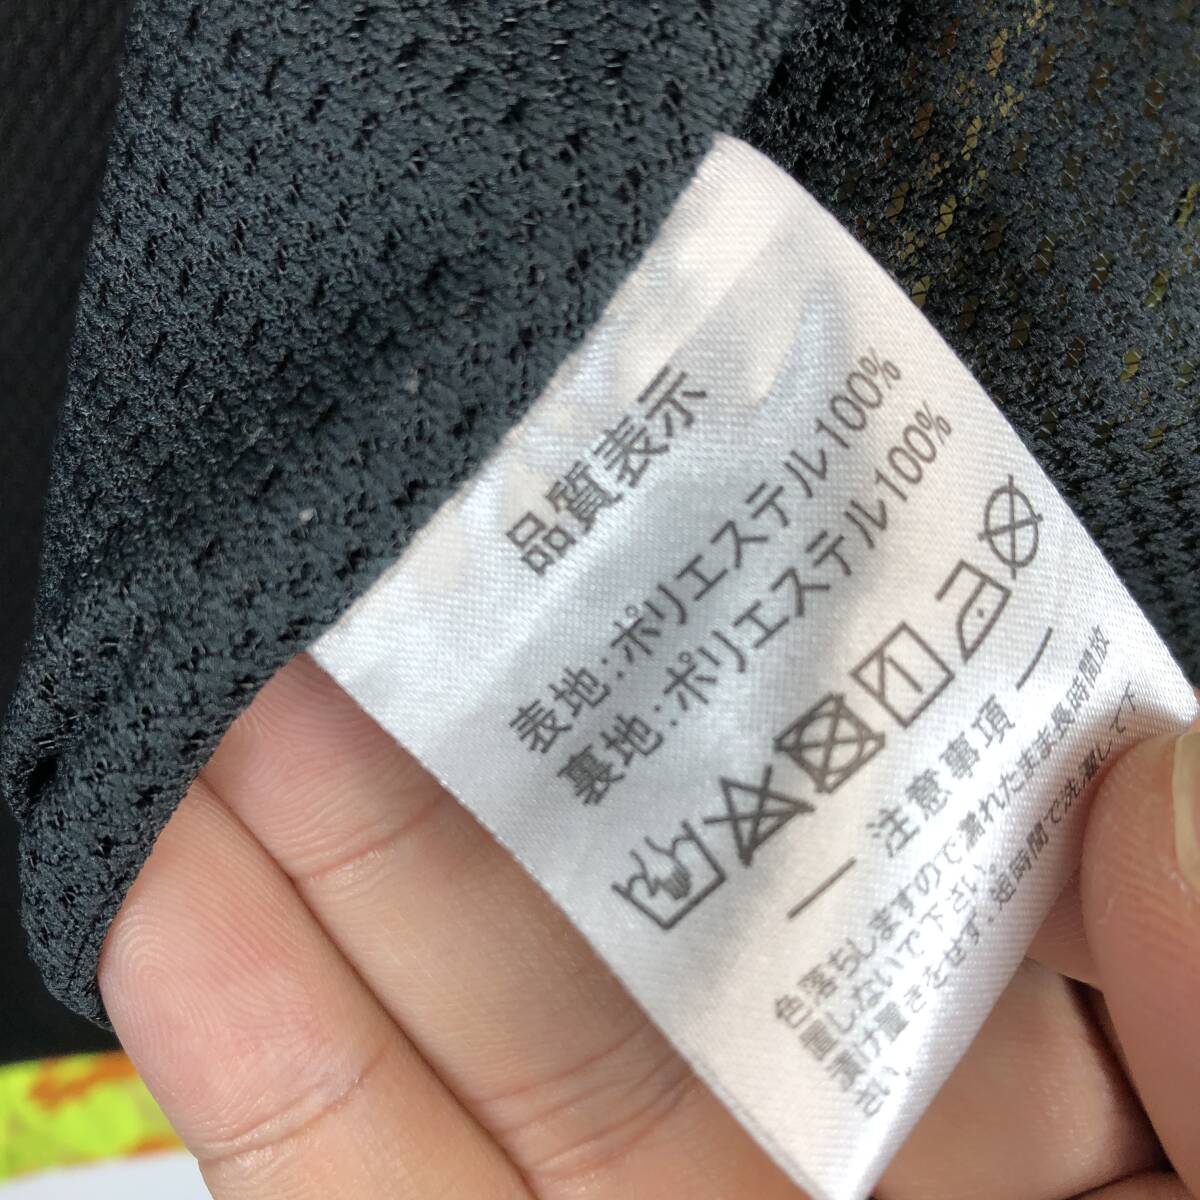 品質表示
表地:ポリエステル100%
裏地:ポリエステル100%
― 注意事項 ―
色落ちしますので濡れたまま長時間放
置しないで下さい。短時間で洗濯して下
漬け置きをせず、
さい。